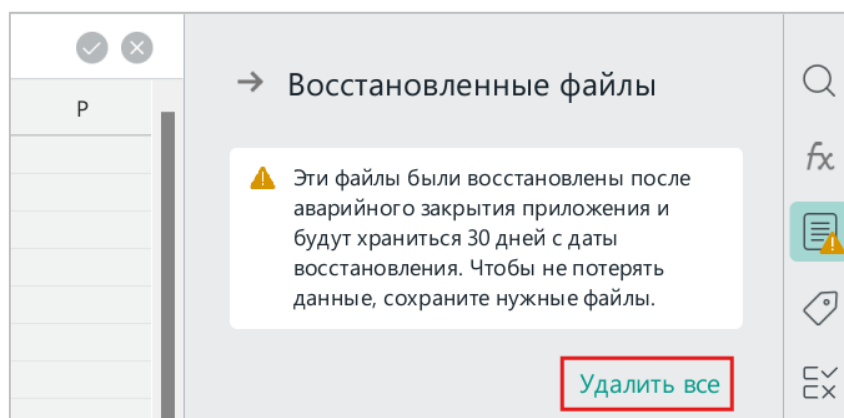 P
Восстановленные файлы
Эти файлы были восстановлены после
аварийного закрытия приложения и
будут храниться 30 дней с даты
восстановления. Чтобы не потерять
данные, сохраните нужные файлы.
Удалить все
fx